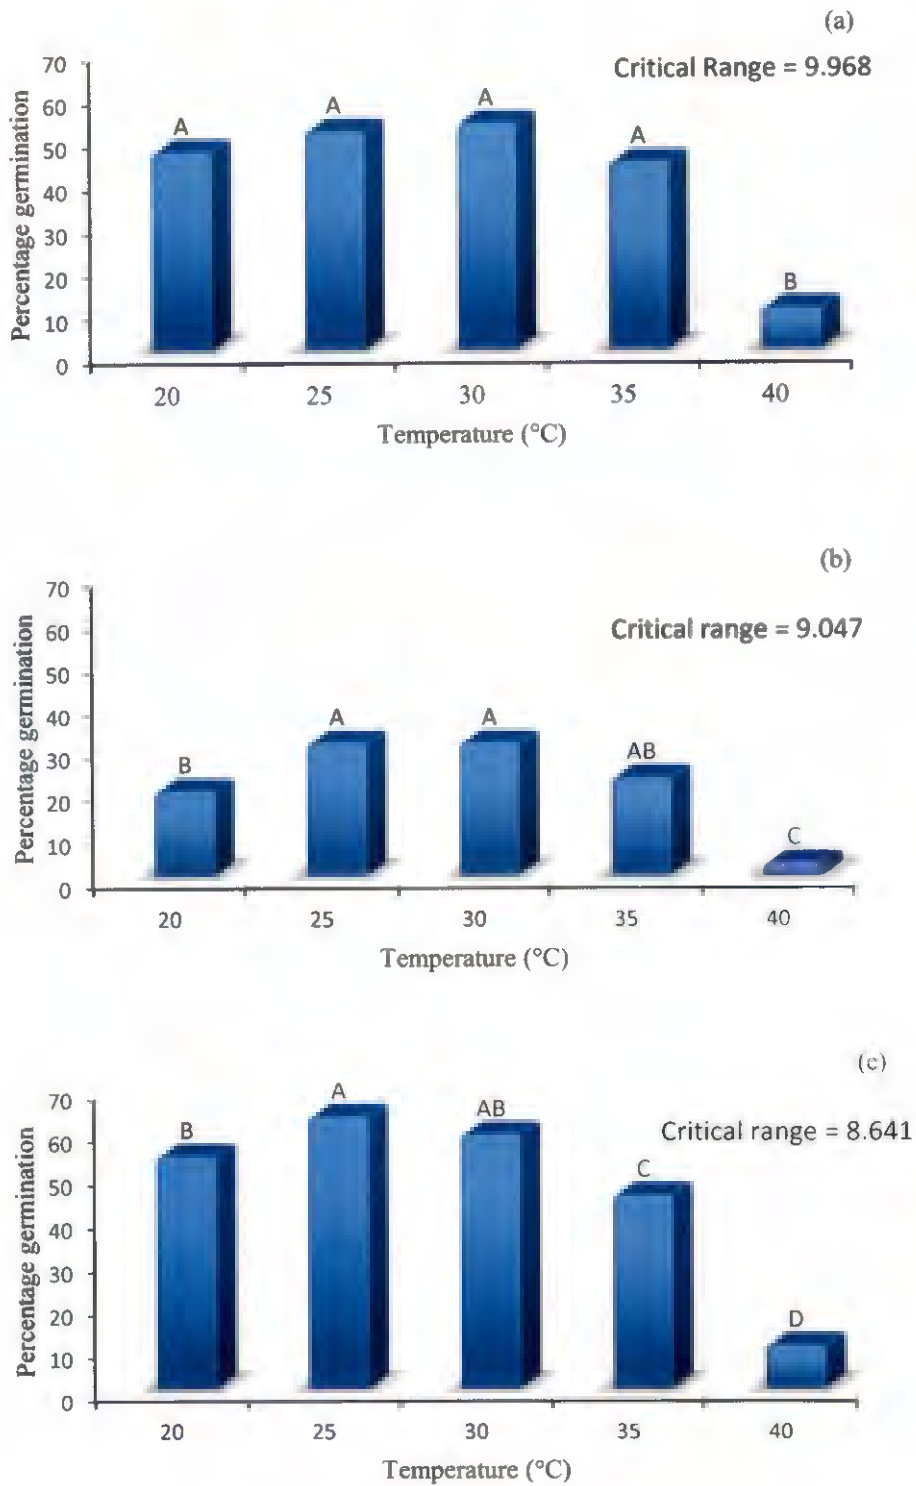 (a)
Critical Range = 9.968
Percentage germination
70
60
50
40
30
20
10
0
A
A
A
A
B
20 25 30 35 40
Temperature (°C)
(b)
Critical range = 9.047
Percentage germination
70
60
50
40
30
20
10
0
B
A
A
AB
C
20 25 30 35 40
Temperature (°C)
(c)
Critical range = 8.641
Percentage germination
70
60
50
40
30
20
10
0
B
A
AB
C
D
20 25 30 35 40
Temperature (°C)